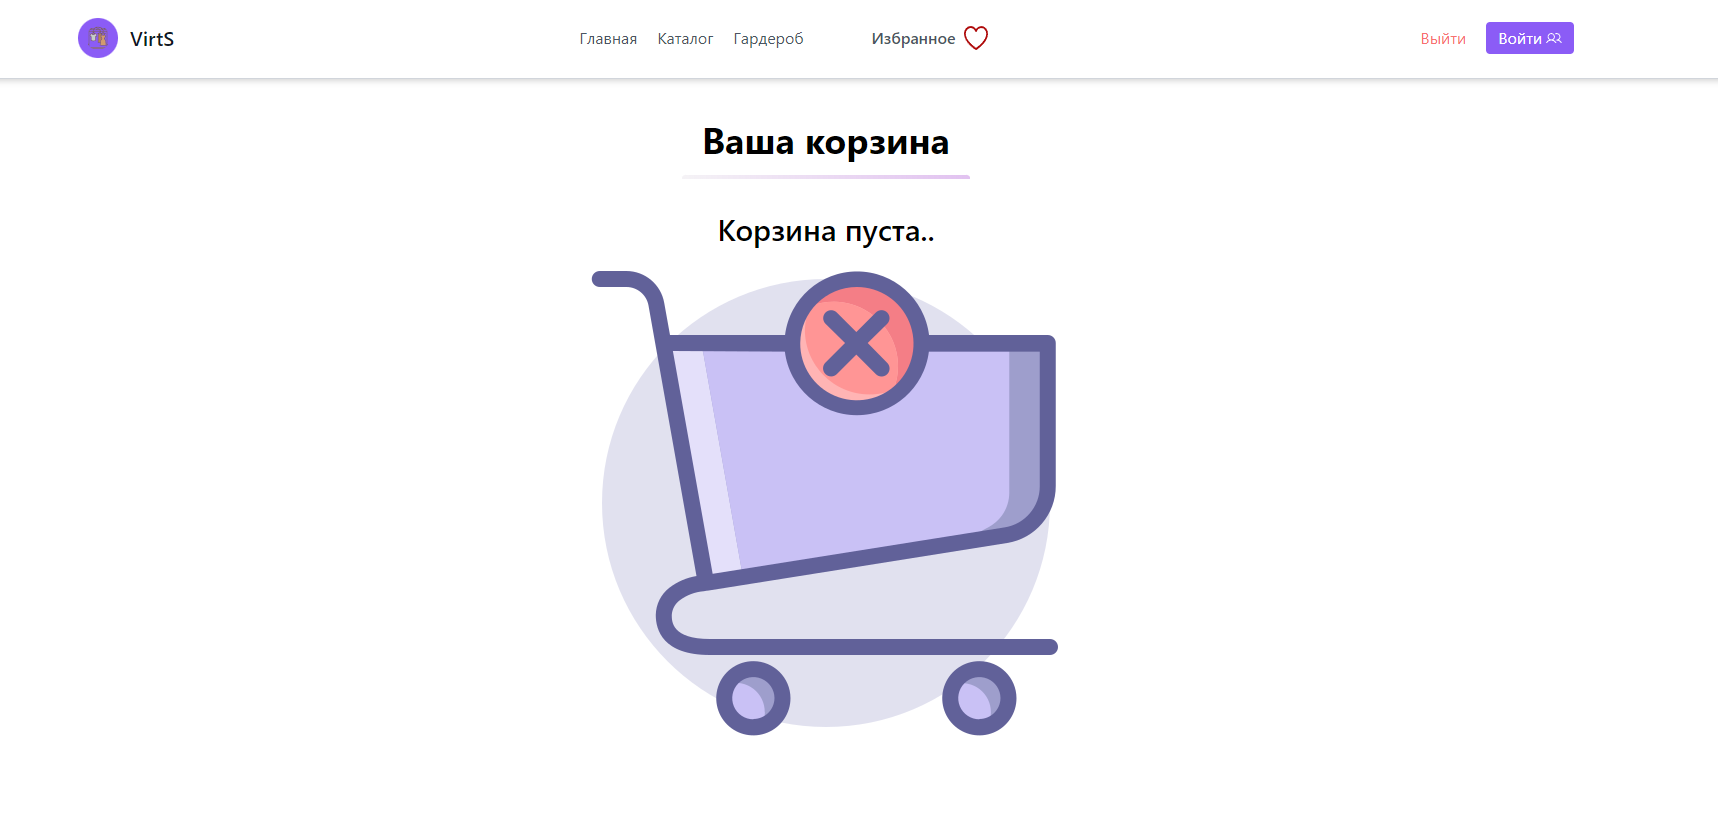 VirtS
Главная Каталог Гардероб Избранное Выйти Войти
Ваша корзина
Корзина пуста..